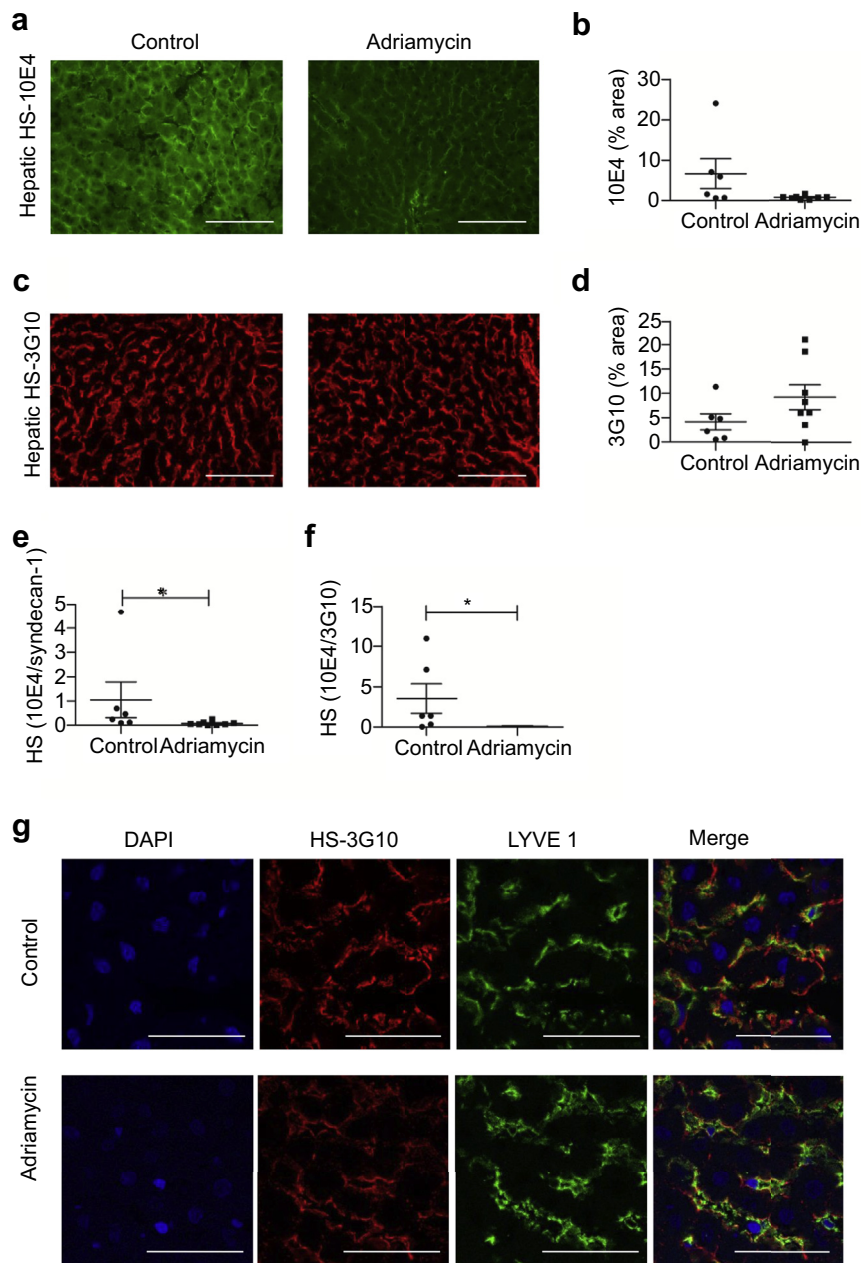 a
Control
Adriamycin
Hepatic HS-10E4
b
10E4 (% area)
30
20
10
0
Control Adriamycin
c
Hepatic HS-3G10
d
3G10 (% area)
25
20
15
10
5
0
Control Adriamycin
e
HS (10E4/syndecan-1)
5
4
3
2
1
0
*
Control Adriamycin
f
HS (10E4/3G10)
15
10
5
0
*
Control Adriamycin
g
DAPI
HS-3G10
LYVE 1
Merge
Control
Adriamycin